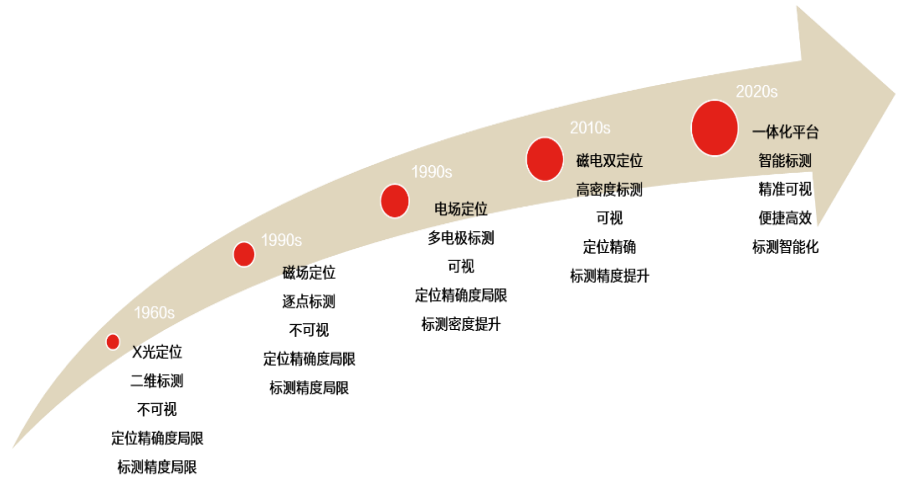 1960s
X光定位
二维标测
不可视
定位精确度局限
标测精度局限
1990s
磁场定位
逐点标测
不可视
定位精确度局限
标测精度局限
1990s
电场定位
多电极标测
可视
定位精确度局限
标测密度提升
2010s
磁电双定位
高密度标测
可视
定位精确
标测精度提升
2020s
一体化平台
智能标测
精准可视
便捷高效
标测智能化